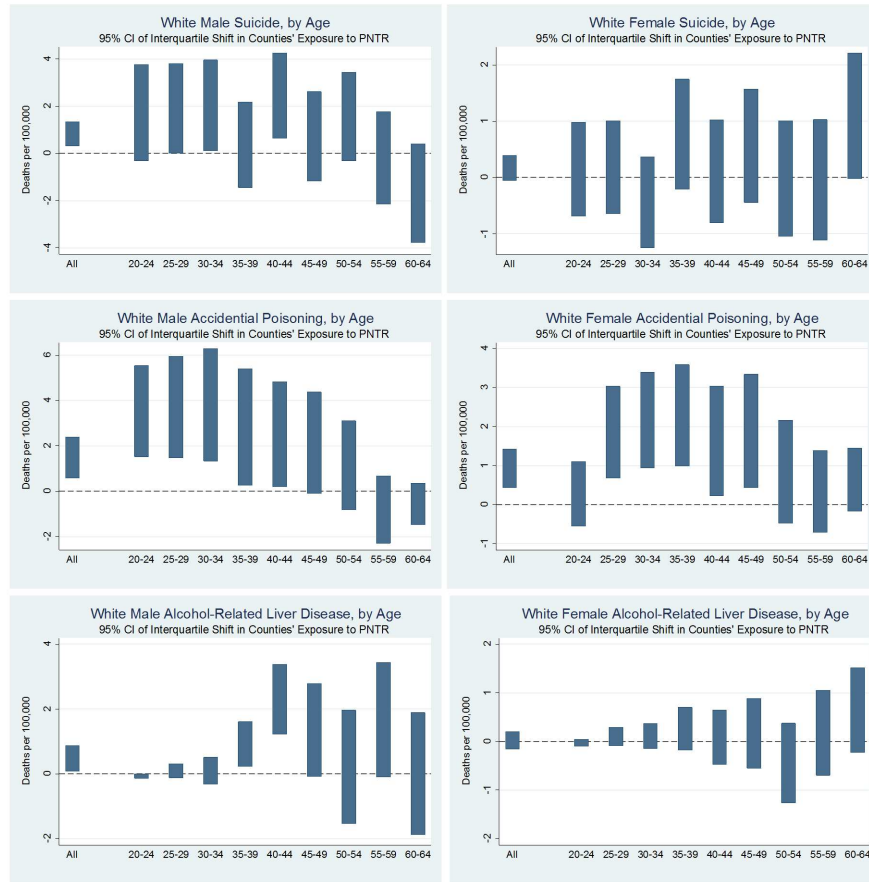 White Male Suicide, by Age
95% CI of Interquartile Shift in Counties' Exposure to PNTR
Deaths per 100,000
4
2
0
-2
-4
All 20-24 25-29 30-34 35-39 40-44 45-49 50-54 55-59 60-64
White Female Suicide, by Age
95% CI of Interquartile Shift in Counties' Exposure to PNTR
Deaths per 100,000
2
1
0
-1
All 20-24 25-29 30-34 35-39 40-44 45-49 50-54 55-59 60-64
White Male Accidential Poisoning, by Age
95% CI of Interquartile Shift in Counties' Exposure to PNTR
Deaths per 100,000
6
4
2
0
-2
All 20-24 25-29 30-34 35-39 40-44 45-49 50-54 55-59 60-64
White Female Accidential Poisoning, by Age
95% CI of Interquartile Shift in Counties' Exposure to PNTR
Deaths per 100,000
4
3
2
1
0
-1
All 20-24 25-29 30-34 35-39 40-44 45-49 50-54 55-59 60-64
White Male Alcohol-Related Liver Disease, by Age
95% CI of Interquartile Shift in Counties' Exposure to PNTR
Deaths per 100,000
4
2
0
-2
All 20-24 25-29 30-34 35-39 40-44 45-49 50-54 55-59 60-64
White Female Alcohol-Related Liver Disease, by Age
95% CI of Interquartile Shift in Counties' Exposure to PNTR
Deaths per 100,000
2
1
0
-1
-2
All 20-24 25-29 30-34 35-39 40-44 45-49 50-54 55-59 60-64